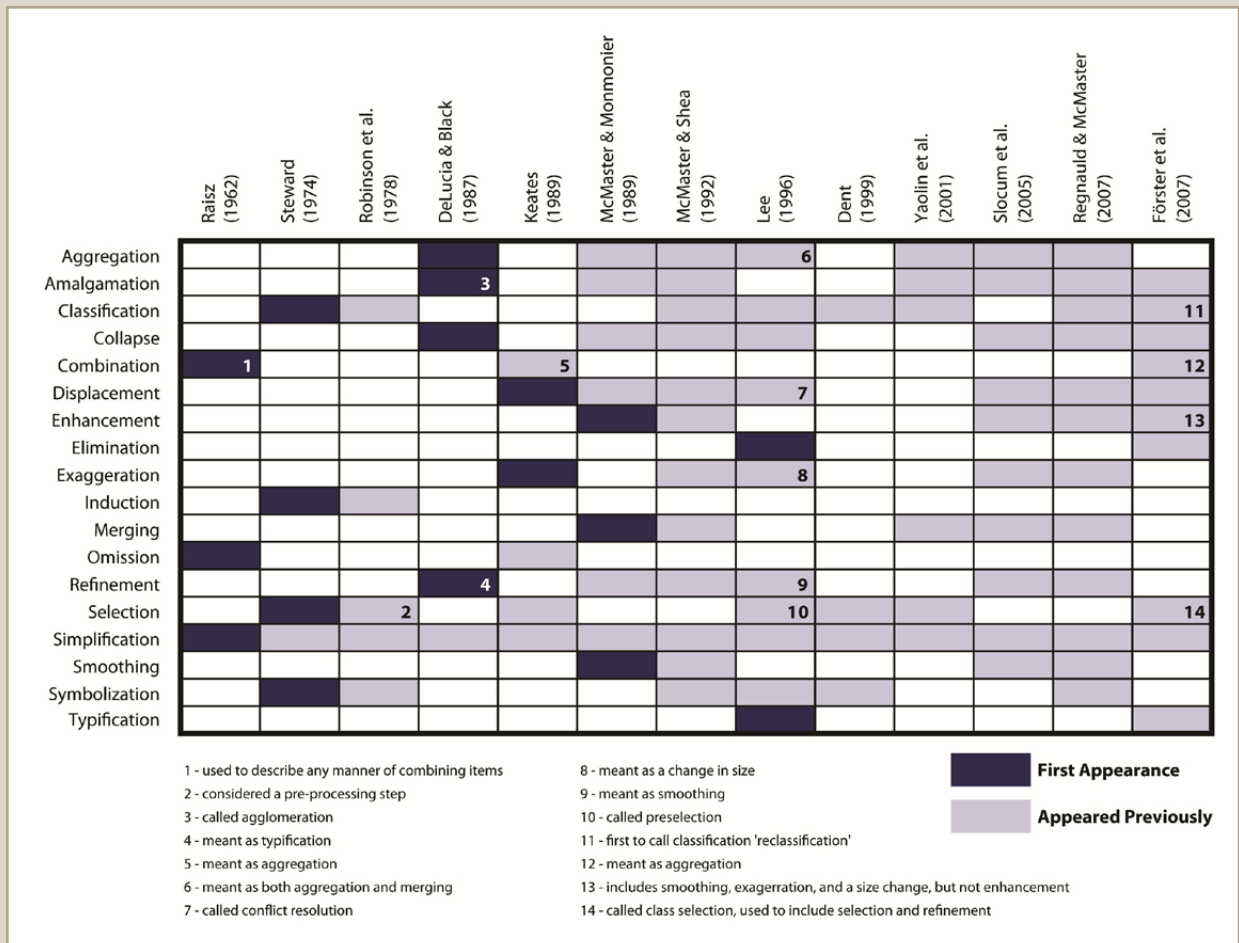 Raisz
(1962)
Steward
(1974)
Robinson et al.
(1978)
DeLucia & Black
(1987)
Keates
(1989)
McMaster & Monmonier
(1989)
McMaster & Shea
(1992)
Lee
(1996)
Dent
(1999)
Yaolin et al.
(2001)
Slocum et al.
(2005)
Regnauld & McMaster
(2007)
Förster et al.
(2007)
Aggregation 6
Amalgamation 3
Classification 11
Collapse
Combination 1 5 12
Displacement 7
Enhancement 13
Elimination
Exaggeration 8
Induction
Merging
Omission
Refinement 4 9
Selection 2 10 14
Simplification
Smoothing
Symbolization
Typification
1 - used to describe any manner of combining items
2 - considered a pre-processing step
3 - called agglomeration
4 - meant as typification
5 - meant as aggregation
6 - meant as both aggregation and merging
7 - called conflict resolution
8 - meant as a change in size
9 - meant as smoothing
10 - called preselection
11 - first to call classification 'reclassification'
12 - meant as aggregation
13 - includes smoothing, exagerration, and a size change, but not enhancement
14 - called class selection, used to include selection and refinement
First Appearance
Appeared Previously